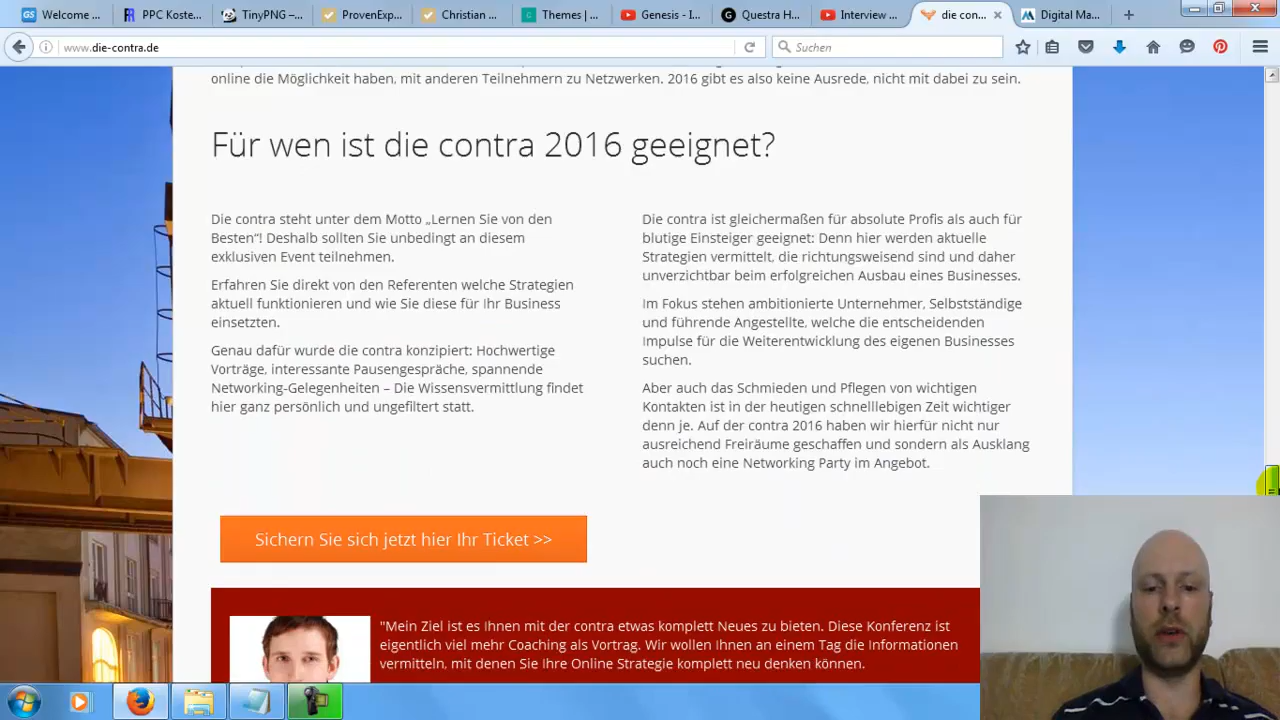 Welcome...
RPC Koste...
TinyPNG -...
ProvenExp...
Christian ...
Themes | ...
Genesis - I...
Questra H...
Interview ...
die con...
Digital Ma...
www.die-contra.de
Suchen
online die Möglichkeit haben, mit anderen Teilnehmern zu Netzwerken. 2016 gibt es also keine Ausrede, nicht mit dabei zu sein.
Für wen ist die contra 2016 geeignet?
Die contra steht unter dem Motto „Lernen Sie von den
Besten“! Deshalb sollten Sie unbedingt an diesem
exklusiven Event teilnehmen.
Erfahren Sie direkt von den Referenten welche Strategien
aktuell funktionieren und wie Sie diese für Ihr Business
einsetzten.
Genau dafür wurde die contra konzipiert: Hochwertige
Vorträge, interessante Pausengespräche, spannende
Networking-Gelegenheiten – Die Wissensvermittlung findet
hier ganz persönlich und ungefiltert statt.
Die contra ist gleichermaßen für absolute Profis als auch für
blutige Einsteiger geeignet: Denn hier werden aktuelle
Strategien vermittelt, die richtungsweisend sind und daher
unverzichtbar beim erfolgreichen Ausbau eines Businesses.
Im Fokus stehen ambitionierte Unternehmer, Selbstständige
und führende Angestellte, welche die entscheidenden
Impulse für die Weiterentwicklung des eigenen Businesses
suchen.
Aber auch das Schmieden und Pflegen von wichtigen
Kontakten ist in der heutigen schnelllebigen Zeit wichtiger
denn je. Auf der contra 2016 haben wir hierfür nicht nur
ausreichend Freiräume geschaffen und sondern als Ausklang
auch noch eine Networking Party im Angebot.
Sichern Sie sich jetzt hier Ihr Ticket >>
"Mein Ziel ist es Ihnen mit der contra etwas komplett Neues zu bieten. Diese Konferenz ist
eigentlich viel mehr Coaching als Vortrag. Wir wollen Ihnen an einem Tag die Informationen
vermitteln, mit denen Sie Ihre Online Strategie komplett neu denken können.